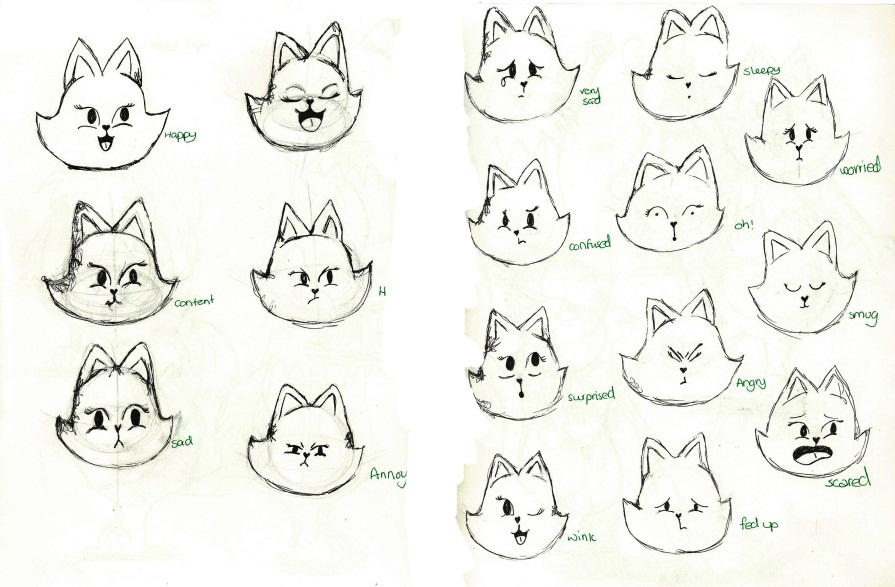 Happy
content
H
sad
Annoy
very
sad
sleepy
worried
confused
oh!
smug
surprised
Angry
scared
wink
fed up